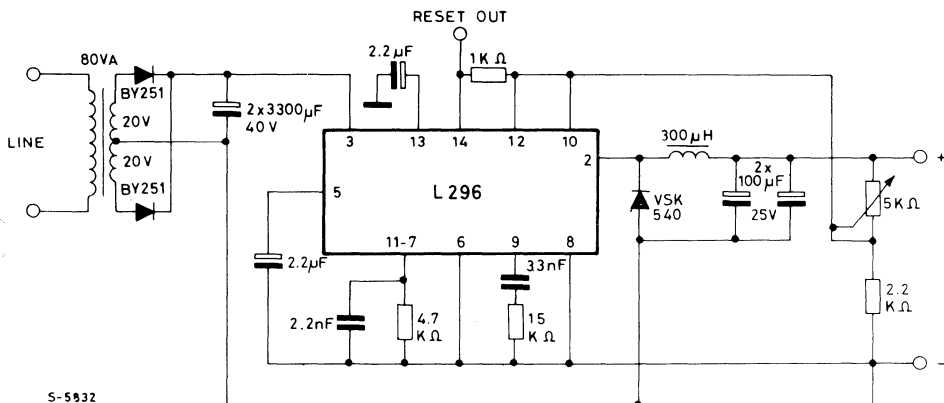 RESET OUT
80VA
2.2µF
1KΩ
BY251
20V
2x3300µF
40V
LINE
20V
BY251
3
13
14
12
10
300µH
2
+
5
L296
VSK
540
2x
100µF
25V
5KΩ
11-7
6
9
8
2.2µF
33nF
2.2nF
4.7
KΩ
15
KΩ
2.2
KΩ
-
S-5832